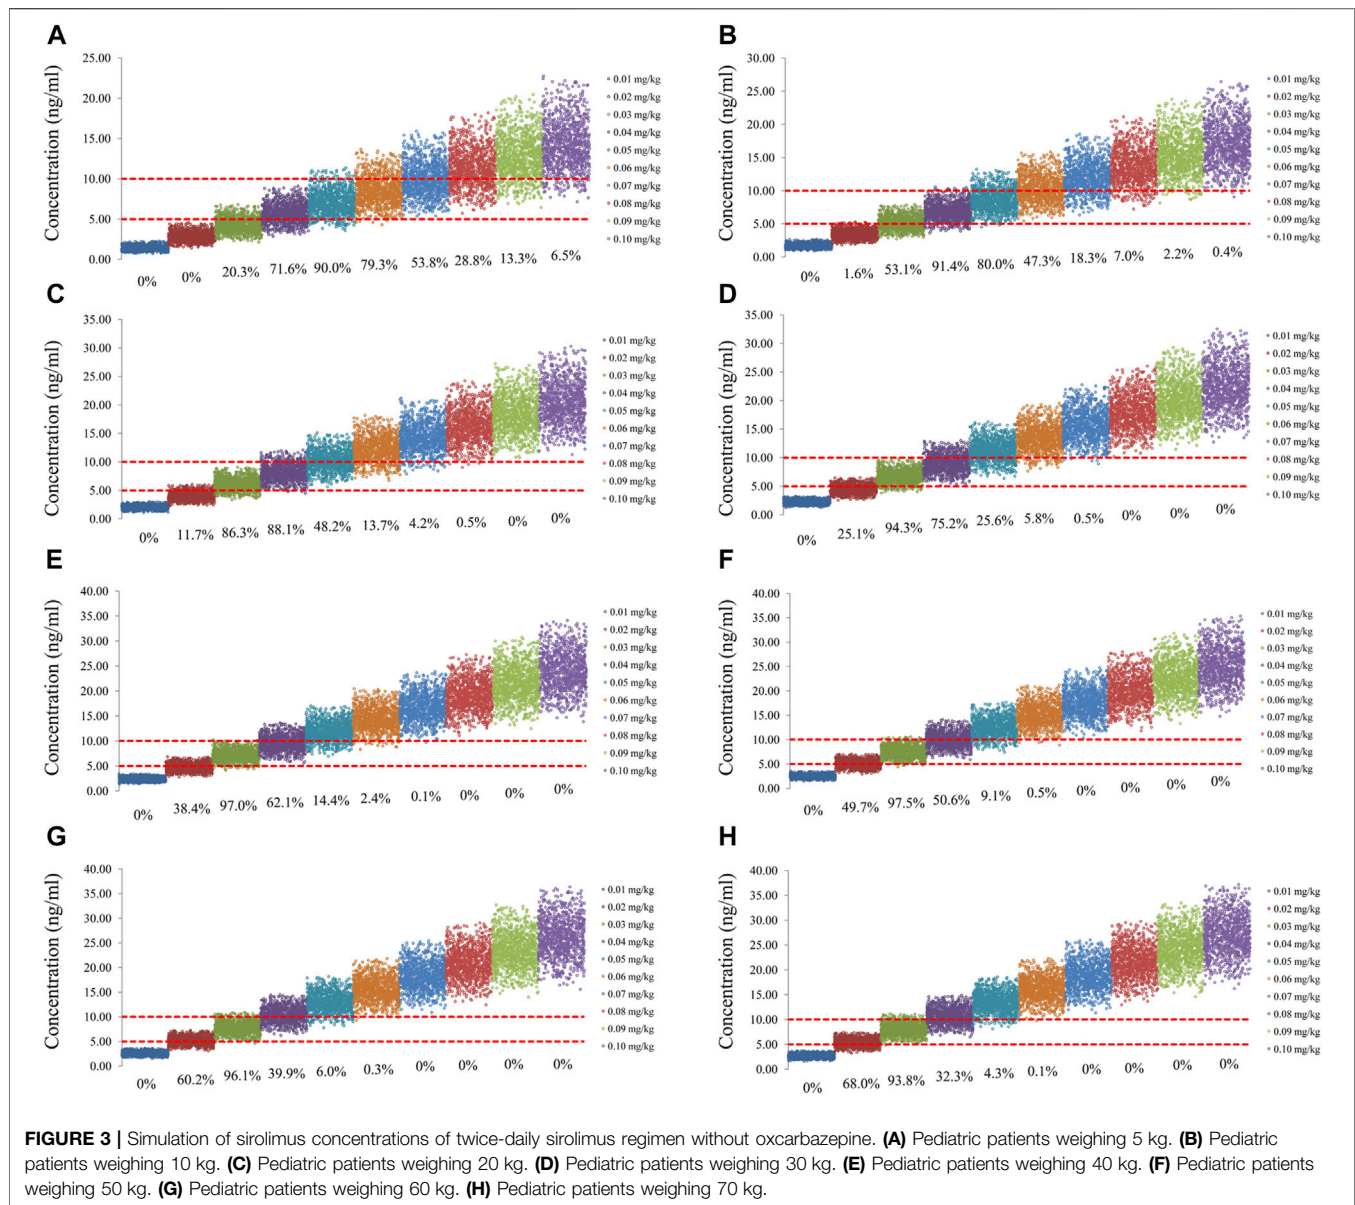 A
Concentration (ng/ml)
25.00
20.00
15.00
10.00
5.00
0.00
0% 0% 20.3% 71.6% 90.0% 79.3% 53.8% 28.8% 13.3% 6.5%
0.01 mg/kg
0.02 mg/kg
0.03 mg/kg
0.04 mg/kg
0.05 mg/kg
0.06 mg/kg
0.07 mg/kg
0.08 mg/kg
0.09 mg/kg
0.10 mg/kg
B
Concentration (ng/ml)
30.00
25.00
20.00
15.00
10.00
5.00
0.00
0% 1.6% 53.1% 91.4% 80.0% 47.3% 18.3% 7.0% 2.2% 0.4%
0.01 mg/kg
0.02 mg/kg
0.03 mg/kg
0.04 mg/kg
0.05 mg/kg
0.06 mg/kg
0.07 mg/kg
0.08 mg/kg
0.09 mg/kg
0.10 mg/kg
C
Concentration (ng/ml)
35.00
30.00
25.00
20.00
15.00
10.00
5.00
0.00
0% 11.7% 86.3% 88.1% 48.2% 13.7% 4.2% 0.5% 0% 0%
0.01 mg/kg
0.02 mg/kg
0.03 mg/kg
0.04 mg/kg
0.05 mg/kg
0.06 mg/kg
0.07 mg/kg
0.08 mg/kg
0.09 mg/kg
0.10 mg/kg
D
Concentration (ng/ml)
35.00
30.00
25.00
20.00
15.00
10.00
5.00
0.00
0% 25.1% 94.3% 75.2% 25.6% 5.8% 0.5% 0% 0% 0%
0.01 mg/kg
0.02 mg/kg
0.03 mg/kg
0.04 mg/kg
0.05 mg/kg
0.06 mg/kg
0.07 mg/kg
0.08 mg/kg
0.09 mg/kg
0.10 mg/kg
E
Concentration (ng/ml)
40.00
35.00
30.00
25.00
20.00
15.00
10.00
5.00
0.00
0% 38.4% 97.0% 62.1% 14.4% 2.4% 0.1% 0% 0% 0%
0.01 mg/kg
0.02 mg/kg
0.03 mg/kg
0.04 mg/kg
0.05 mg/kg
0.06 mg/kg
0.07 mg/kg
0.08 mg/kg
0.09 mg/kg
0.10 mg/kg
F
Concentration (ng/ml)
40.00
35.00
30.00
25.00
20.00
15.00
10.00
5.00
0.00
0% 49.7% 97.5% 50.6% 9.1% 0.5% 0% 0% 0% 0%
0.01 mg/kg
0.02 mg/kg
0.03 mg/kg
0.04 mg/kg
0.05 mg/kg
0.06 mg/kg
0.07 mg/kg
0.08 mg/kg
0.09 mg/kg
0.10 mg/kg
G
Concentration (ng/ml)
40.00
35.00
30.00
25.00
20.00
15.00
10.00
5.00
0.00
0% 60.2% 96.1% 39.9% 6.0% 0.3% 0% 0% 0% 0%
0.01 mg/kg
0.02 mg/kg
0.03 mg/kg
0.04 mg/kg
0.05 mg/kg
0.06 mg/kg
0.07 mg/kg
0.08 mg/kg
0.09 mg/kg
0.10 mg/kg
H
Concentration (ng/ml)
40.00
35.00
30.00
25.00
20.00
15.00
10.00
5.00
0.00
0% 68.0% 93.8% 32.3% 4.3% 0.1% 0% 0% 0% 0%
0.01 mg/kg
0.02 mg/kg
0.03 mg/kg
0.04 mg/kg
0.05 mg/kg
0.06 mg/kg
0.07 mg/kg
0.08 mg/kg
0.09 mg/kg
0.10 mg/kg
FIGURE 3 | Simulation of sirolimus concentrations of twice-daily sirolimus regimen without oxcarbazepine. (A) Pediatric patients weighing 5 kg. (B) Pediatric
patients weighing 10 kg. (C) Pediatric patients weighing 20 kg. (D) Pediatric patients weighing 30 kg. (E) Pediatric patients weighing 40 kg. (F) Pediatric patients
weighing 50 kg. (G) Pediatric patients weighing 60 kg. (H) Pediatric patients weighing 70 kg.